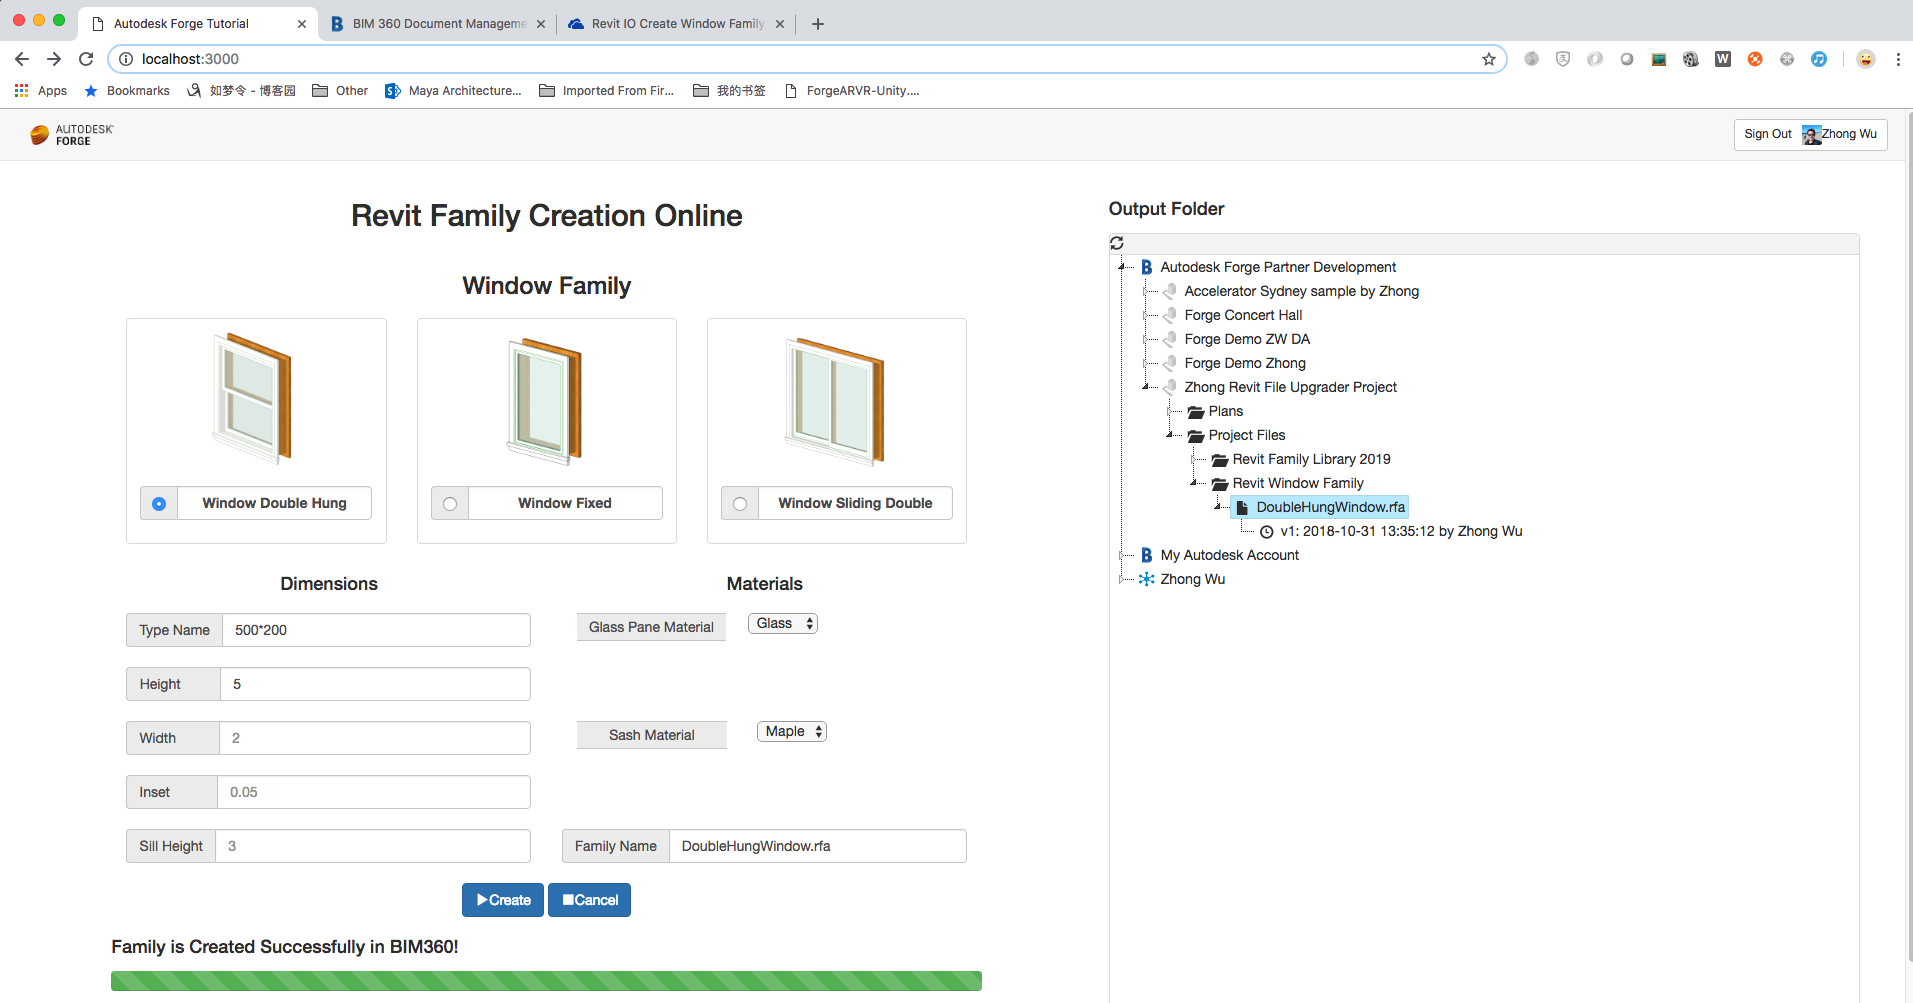 Autodesk Forge Tutorial
BIM 360 Document Manageme
Revit IO Create Window Family
localhost:3000
Apps
Bookmarks
如梦令 - 博客园
Other
Maya Architecture...
Imported From Fir...
我的书签
ForgeARVR-Unity....
AUTODESK
FORGE
Sign Out Zhong Wu
Revit Family Creation Online
Window Family
Window Double Hung
Window Fixed
Window Sliding Double
Dimensions
Materials
Type Name 500*200
Glass Pane Material Glass
Height 5
Width 2
Sash Material Maple
Inset 0.05
Sill Height 3
Family Name DoubleHungWindow.rfa
Create
Cancel
Family is Created Successfully in BIM360!
Output Folder
Autodesk Forge Partner Development
Accelerator Sydney sample by Zhong
Forge Concert Hall
Forge Demo ZW DA
Forge Demo Zhong
Zhong Revit File Upgrader Project
Plans
Project Files
Revit Family Library 2019
Revit Window Family
DoubleHungWindow.rfa
v1: 2018-10-31 13:35:12 by Zhong Wu
My Autodesk Account
Zhong Wu